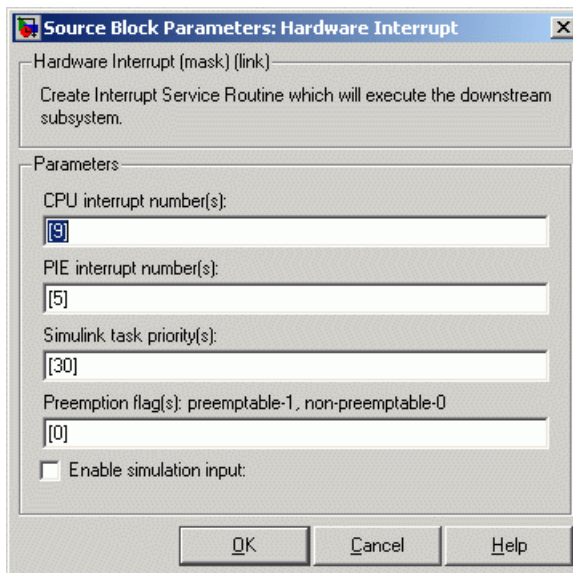 Source Block Parameters: Hardware Interrupt
Hardware Interrupt (mask) (link)
Create Interrupt Service Routine which will execute the downstream
subsystem.
Parameters
CPU interrupt number(s):
[9]
PIE interrupt number(s):
[5]
Simulink task priority(s):
[30]
Preemption flag(s): preemptable-1, non-preemptable-0
[0]
Enable simulation input:
OK Cancel Help